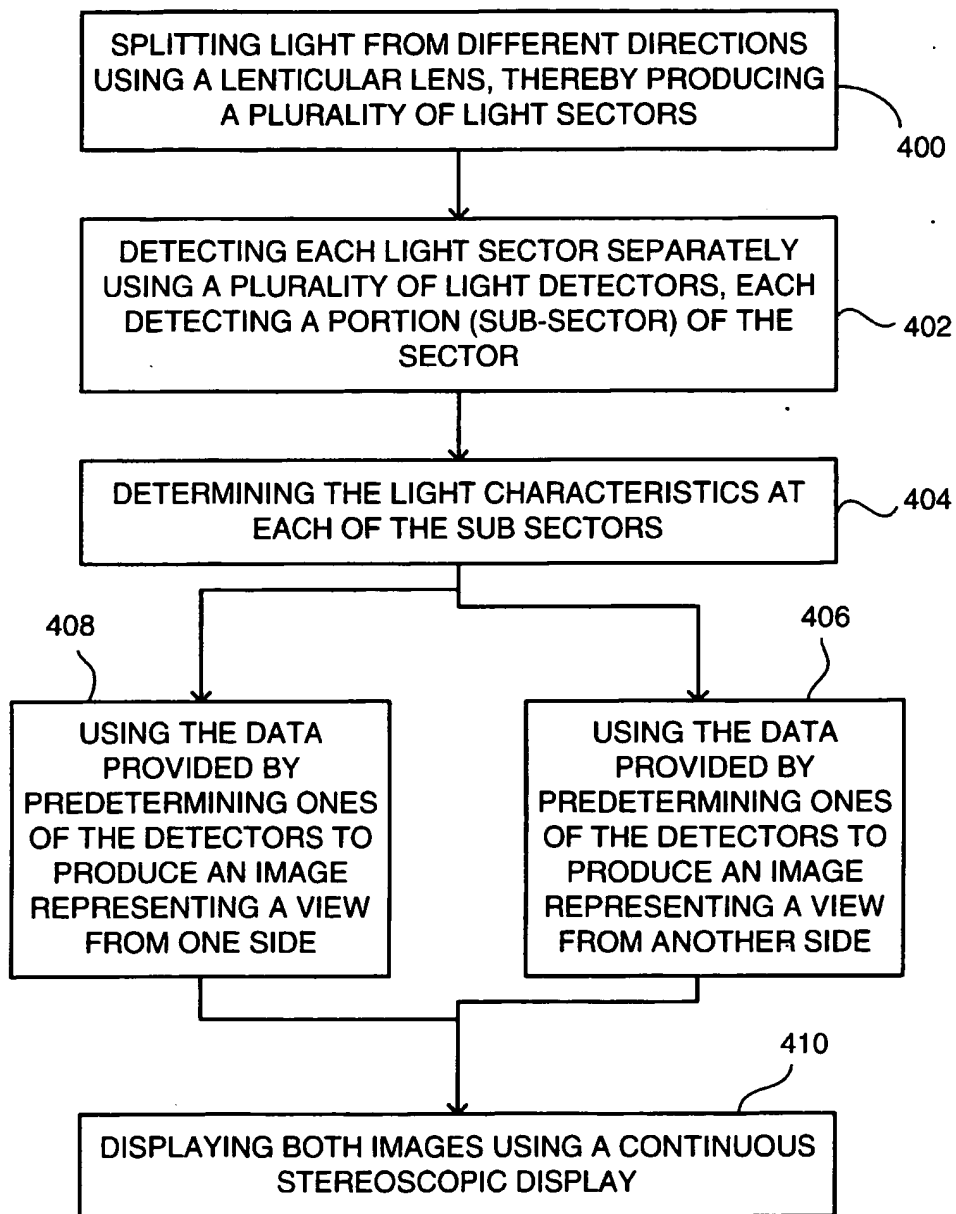 SPLITTING LIGHT FROM DIFFERENT DIRECTIONS
USING A LENTICULAR LENS, THEREBY PRODUCING
A PLURALITY OF LIGHT SECTORS
400
DETECTING EACH LIGHT SECTOR SEPARATELY
USING A PLURALITY OF LIGHT DETECTORS, EACH
DETECTING A PORTION (SUB-SECTOR) OF THE
SECTOR
402
DETERMINING THE LIGHT CHARACTERISTICS AT
EACH OF THE SUB SECTORS
404
408
USING THE DATA
PROVIDED BY
PREDETERMINING ONES
OF THE DETECTORS TO
PRODUCE AN IMAGE
REPRESENTING A VIEW
FROM ONE SIDE
406
USING THE DATA
PROVIDED BY
PREDETERMINING ONES
OF THE DETECTORS TO
PRODUCE AN IMAGE
REPRESENTING A VIEW
FROM ANOTHER SIDE
410
DISPLAYING BOTH IMAGES USING A CONTINUOUS
STEREOSCOPIC DISPLAY